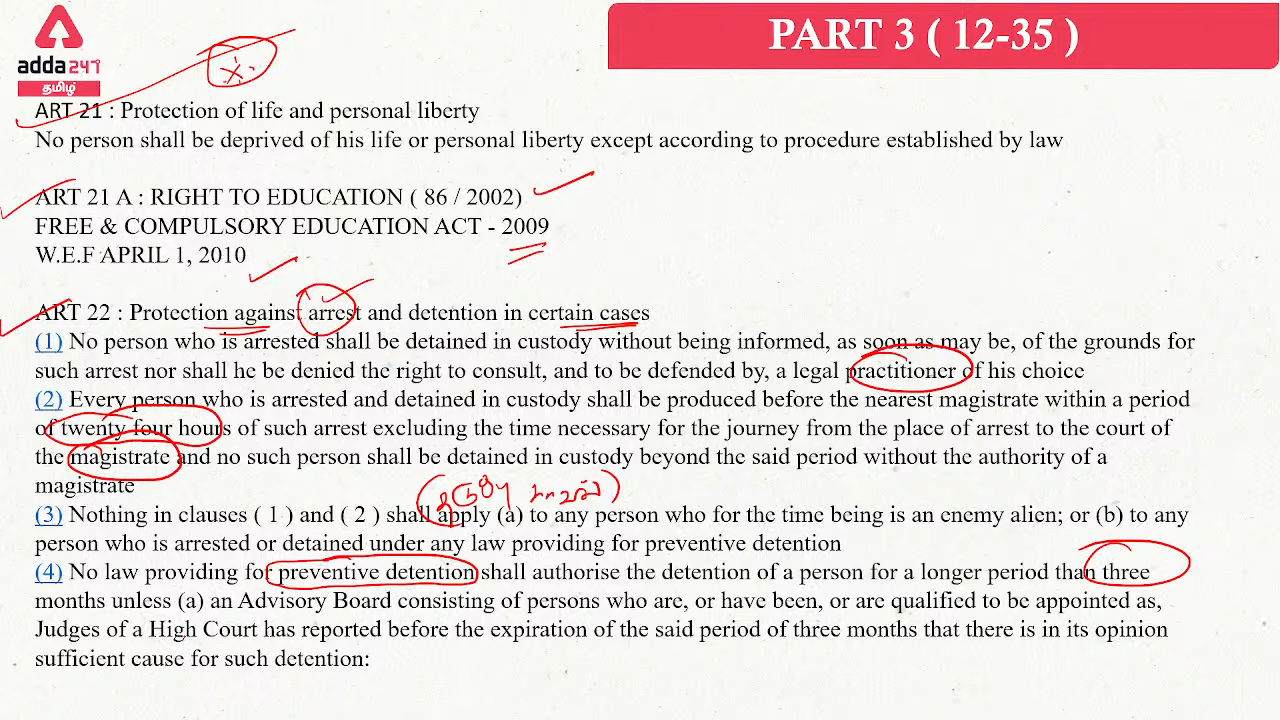 PART 3 ( 12-35 )
adda247
தமிழ்
ART 21 : Protection of life and personal liberty
No person shall be deprived of his life or personal liberty except according to procedure established by law
ART 21 A : RIGHT TO EDUCATION ( 86 / 2002)
FREE & COMPULSORY EDUCATION ACT - 2009
W.E.F APRIL 1, 2010
ART 22 : Protection against arrest and detention in certain cases
(1) No person who is arrested shall be detained in custody without being informed, as soon as may be, of the grounds for
such arrest nor shall he be denied the right to consult, and to be defended by, a legal practitioner of his choice
(2) Every person who is arrested and detained in custody shall be produced before the nearest magistrate within a period
of twenty four hours of such arrest excluding the time necessary for the journey from the place of arrest to the court of
the magistrate and no such person shall be detained in custody beyond the said period without the authority of a
magistrate
(3) Nothing in clauses ( 1 ) and ( 2 ) shall apply (a) to any person who for the time being is an enemy alien; or (b) to any
person who is arrested or detained under any law providing for preventive detention
(4) No law providing for preventive detention shall authorise the detention of a person for a longer period than three
months unless (a) an Advisory Board consisting of persons who are, or have been, or are qualified to be appointed as,
Judges of a High Court has reported before the expiration of the said period of three months that there is in its opinion
sufficient cause for such detention: